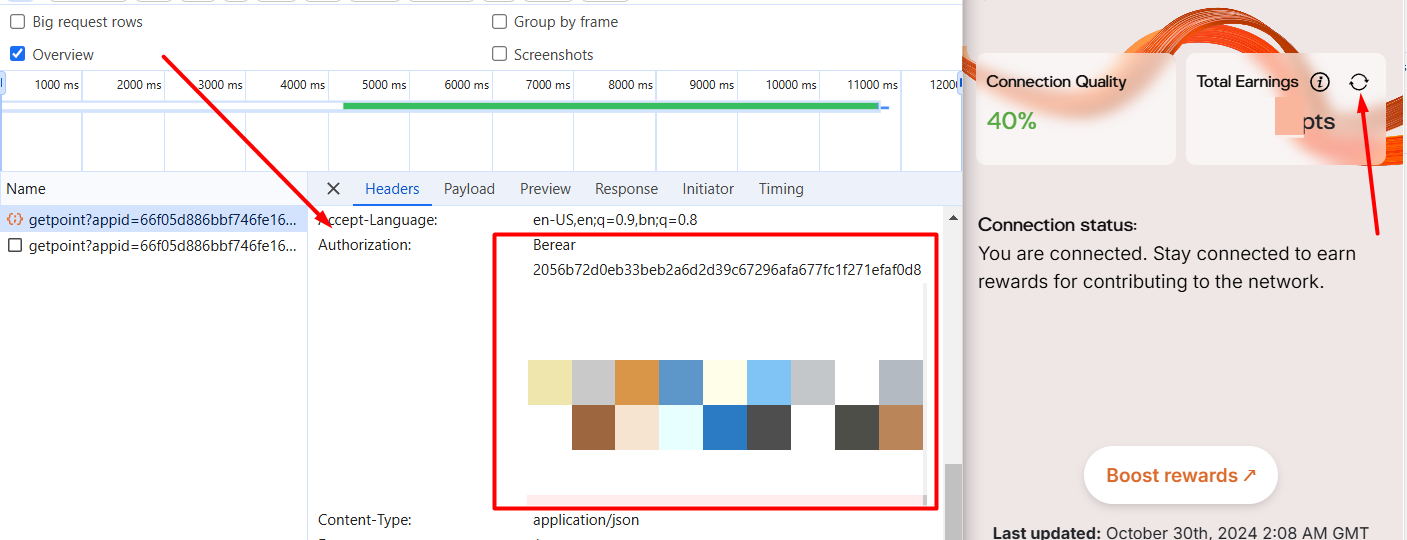 Big request rows
Group by frame
Overview
Screenshots
1000 ms 2000 ms 3000 ms 4000 ms 5000 ms 6000 ms 7000 ms 8000 ms 9000 ms 10000 ms 11000 ms
Name
Headers Payload Preview Response Initiator Timing
getpoint?appid=66f05d886bbf746fe16...
getpoint?appid=66f05d886bbf746fe16...
Accept-Language: en-US,en;q=0.9,bn;q=0.8
Authorization: Berear
2056b72d0eb33beb2a6d2d39c67296afa677fc1f271efaf0d8
Content-Type: application/json
Connection Quality
40%
Total Earnings
pts
Connection status:
You are connected. Stay connected to earn
rewards for contributing to the network.
Boost rewards ↗
Last updated: October 30th, 2024 2:08 AM GMT